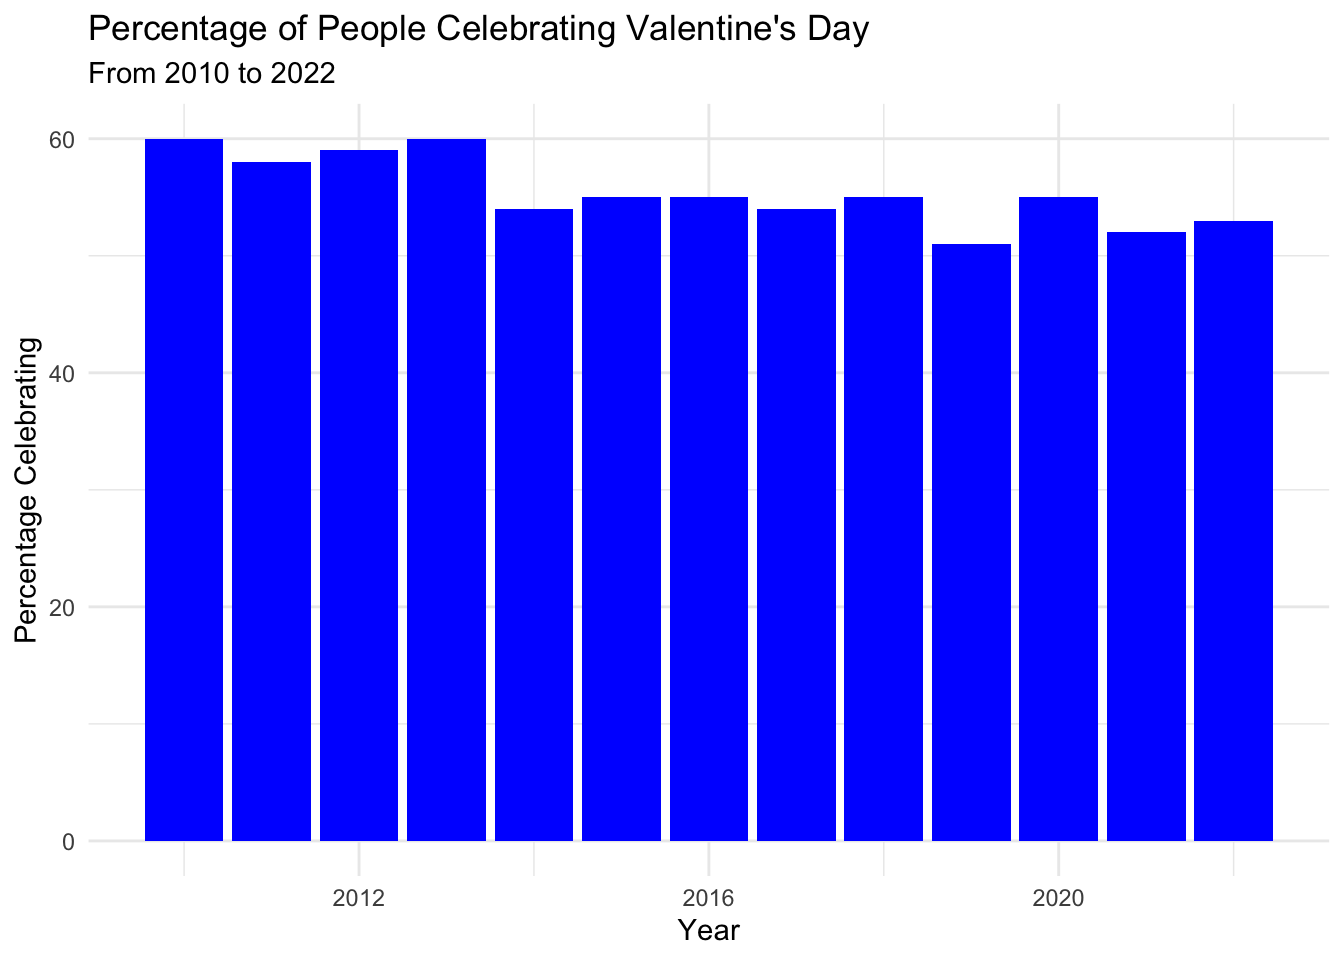 Percentage of People Celebrating Valentine's Day
From 2010 to 2022
Percentage Celebrating
60
40
20
0
2012 2016 2020
Year